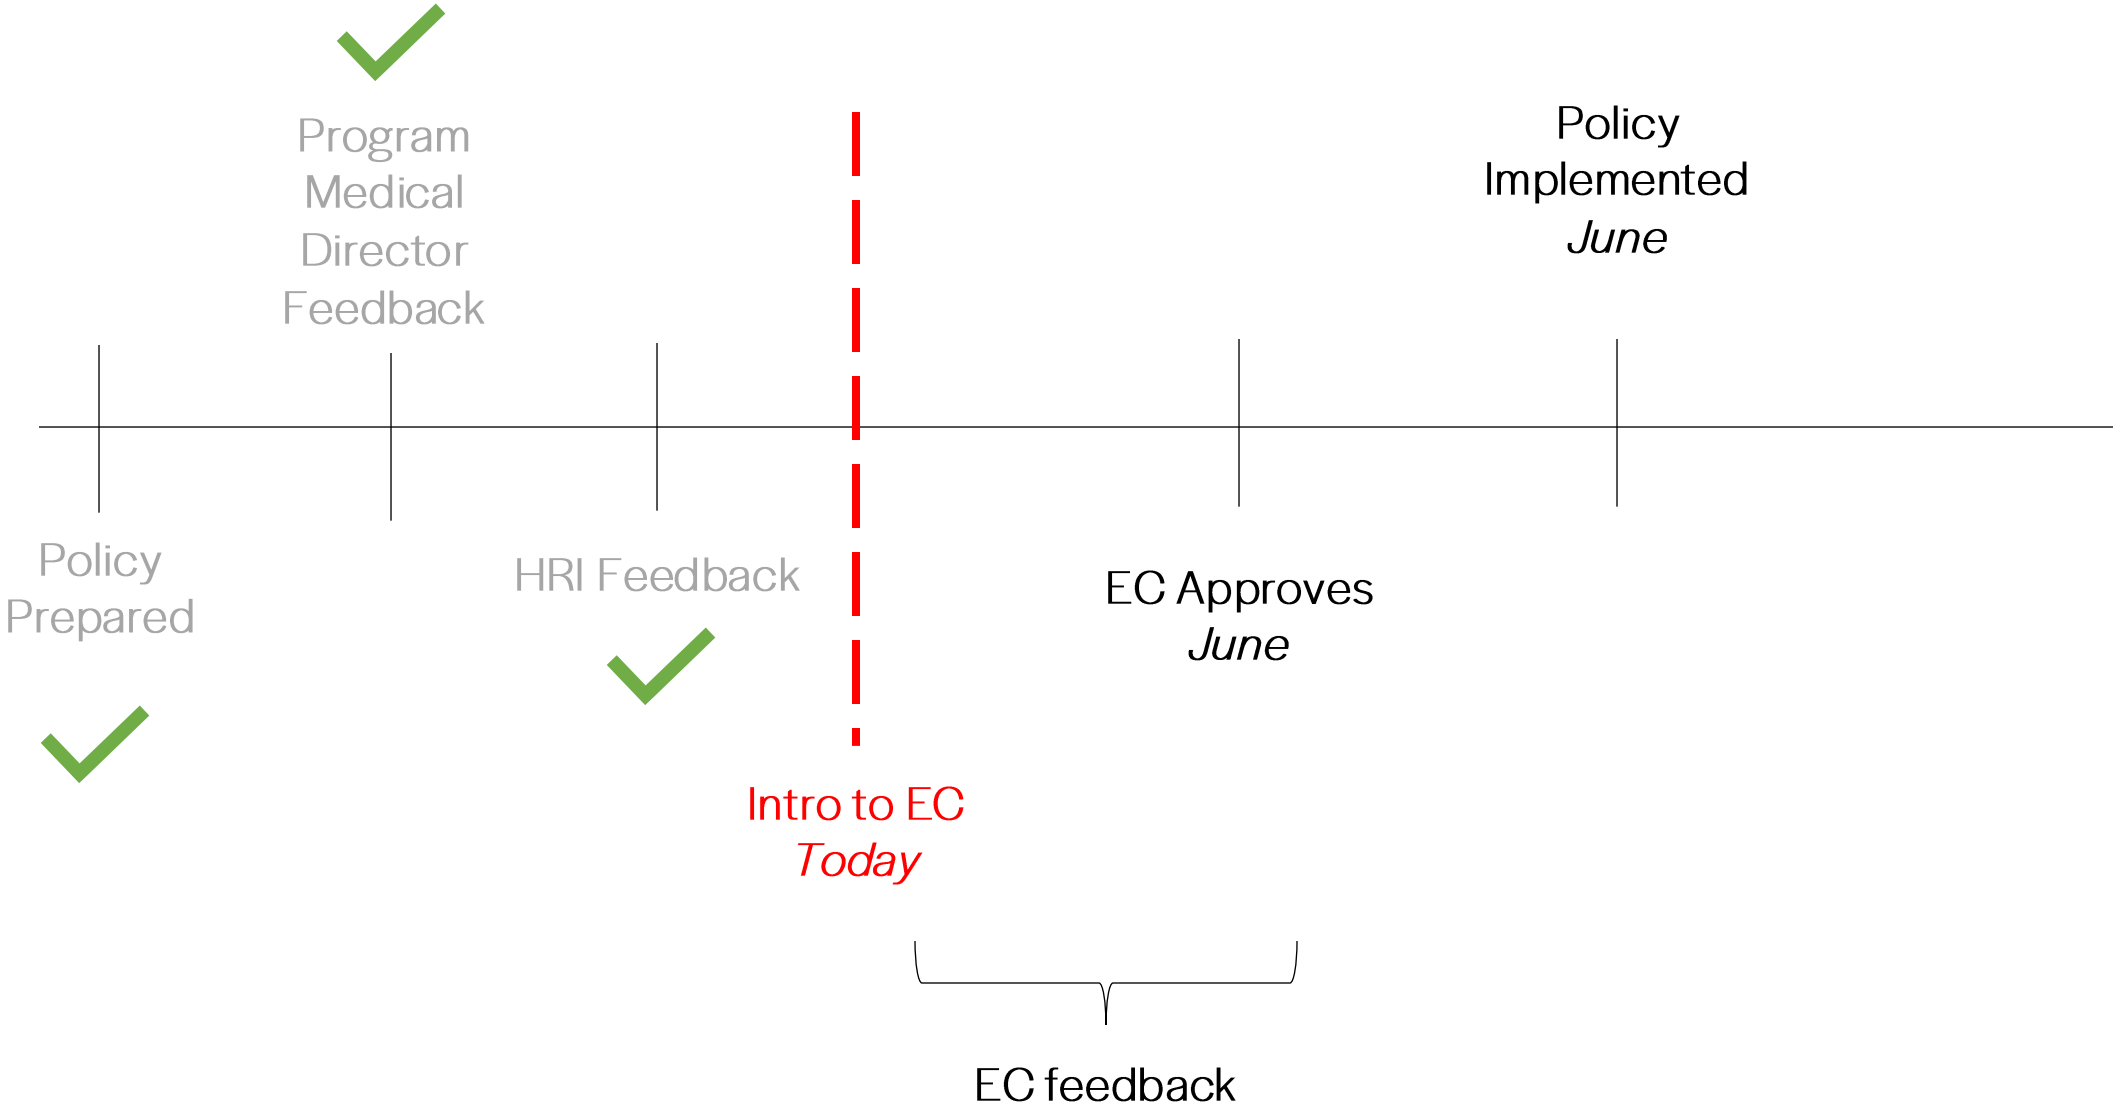 Program
Medical
Director
Feedback
Policy
Implemented
June
Policy
Prepared
HRI Feedback
EC Approves
June
Intro to EC
Today
EC feedback